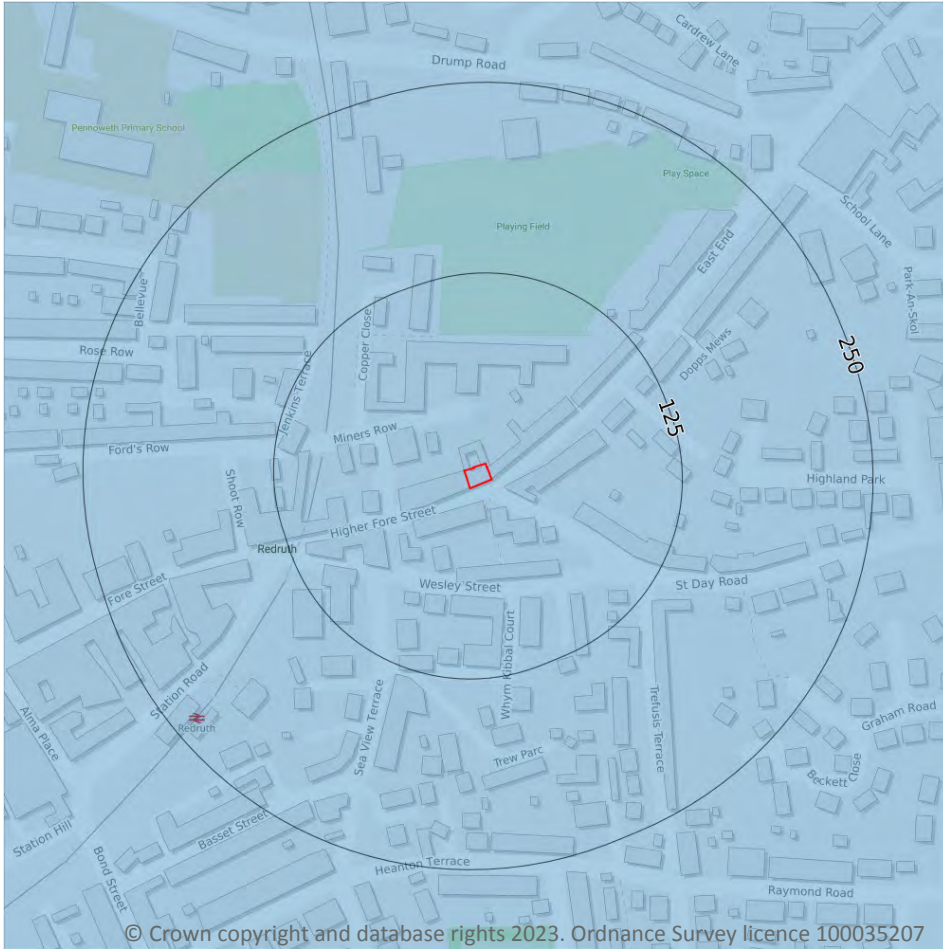 Cardrew Lane
Drump Road
Pennoweth Primary School
Play Space
School Lane
Playing Field
East End
Park-An-Skol
Bellevue
Copper Close
Dopps Mews
250
Rose Row
Jenkins Terrace
125
Miners Row
Ford's Row
Shoot Row
Highland Park
Higher Fore Street
Redruth
Fore Street
Wesley Street
St Day Road
Whym Kibbal Court
Station Road
Sea View Terrace
Trefusis Terrace
Alma Place
Redruth
Graham Road
Trew Parc
Beckett Close
Station Hill
Basset Street
Bond Street
Heanton Terrace
Raymond Road
© Crown copyright and database rights 2023. Ordnance Survey licence 100035207